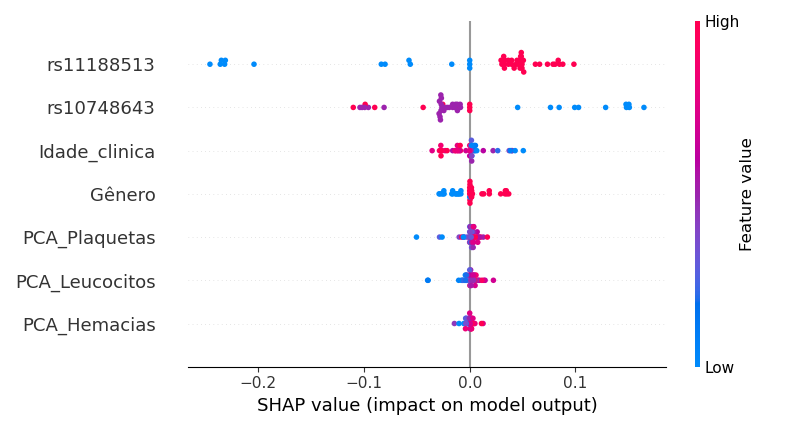 High
rs11188513
rs10748643
Idade_clinica
Gênero
PCA_Plaquetas
PCA_Leucocitos
PCA_Hemacias
Feature value
Low
−0.2 −0.1 0.0 0.1
SHAP value (impact on model output)